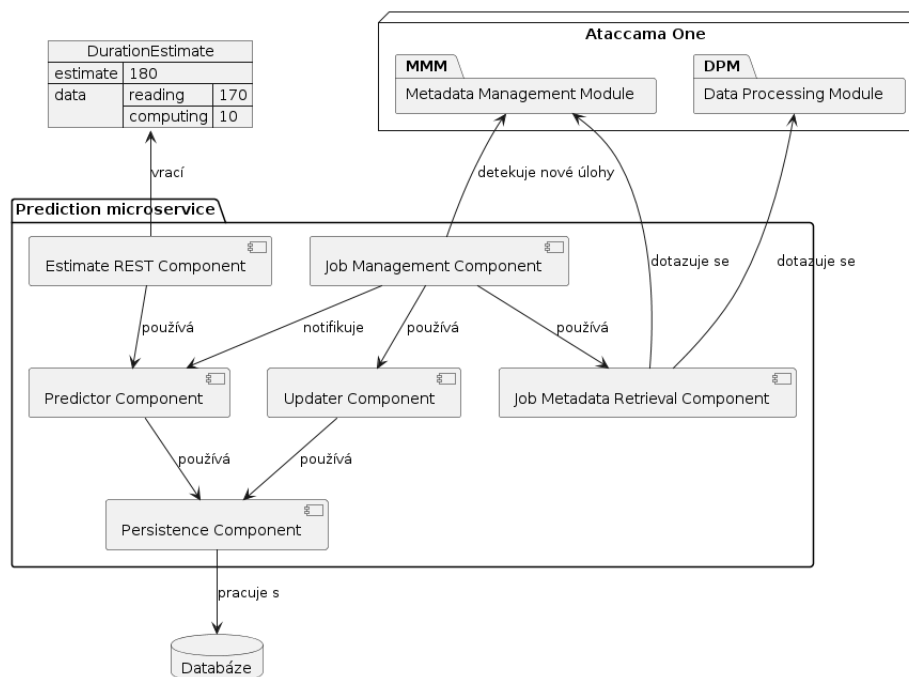 Ataccama One
DurationEstimate
estimate 180
data reading 170
computing 10
MMM
Metadata Management Module
DPM
Data Processing Module
vrací
detekuje nové úlohy
dotazuje se
dotazuje se
Prediction microservice
Estimate REST Component
Job Management Component
používá
notifikuje
používá
používá
Predictor Component
Updater Component
Job Metadata Retrieval Component
používá
používá
Persistence Component
pracuje s
Databáze